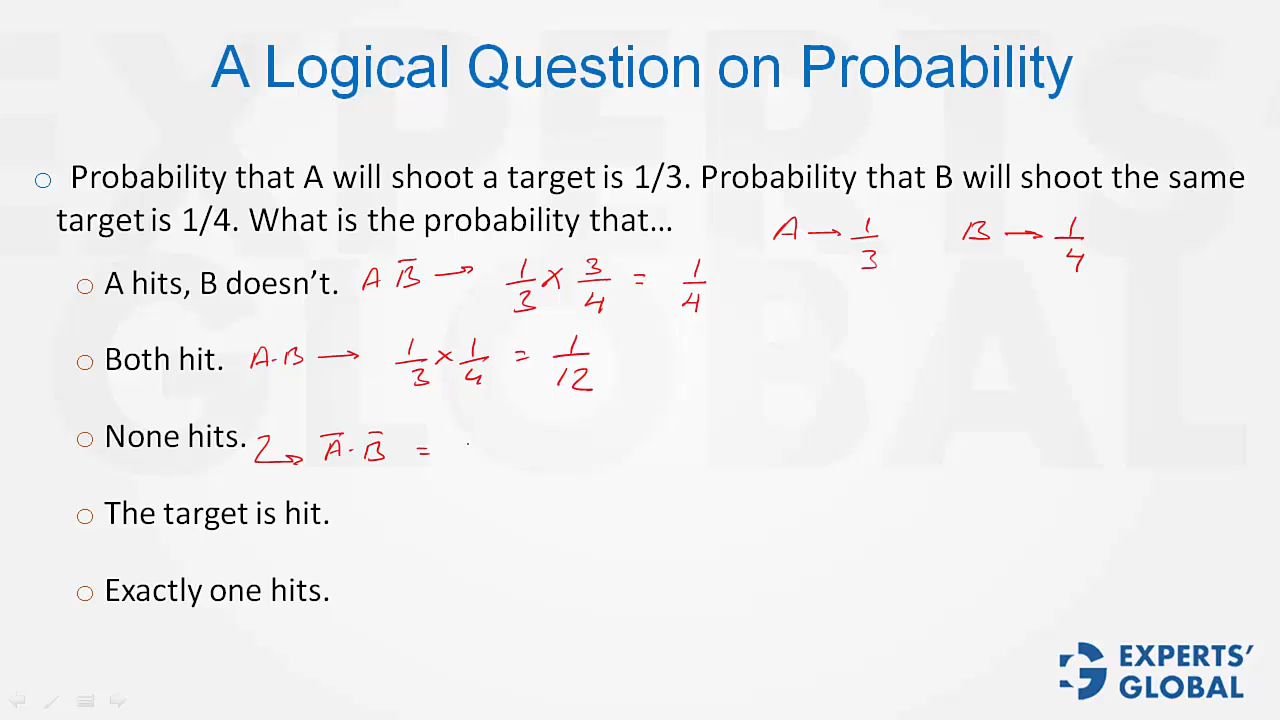 A Logical Question on Probability
○ Probability that A will shoot a target is 1/3. Probability that B will shoot the same
target is 1/4. What is the probability that…
A → 1/3 B → 1/4
○ A hits, B doesn’t. A B̅ → 1/3 × 3/4 = 1/4
○ Both hit. A·B → 1/3 × 1/4 = 1/12
○ None hits. ↳ A̅·B̅ =
○ The target is hit.
○ Exactly one hits.
EXPERTS’
GLOBAL
EXPERTS’
GLOBAL